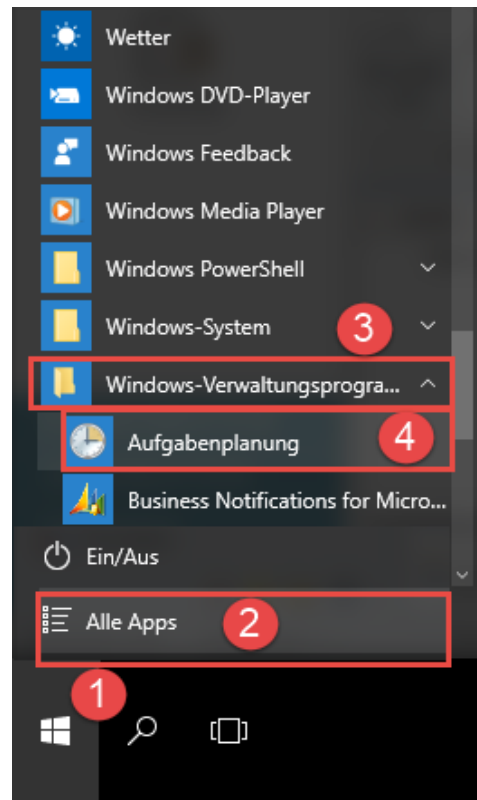 Wetter
Windows DVD-Player
Windows Feedback
Windows Media Player
Windows PowerShell
Windows-System
3
Windows-Verwaltungsprogra...
Aufgabenplanung
4
Business Notifications for Micro...
Ein/Aus
Alle Apps
2
1